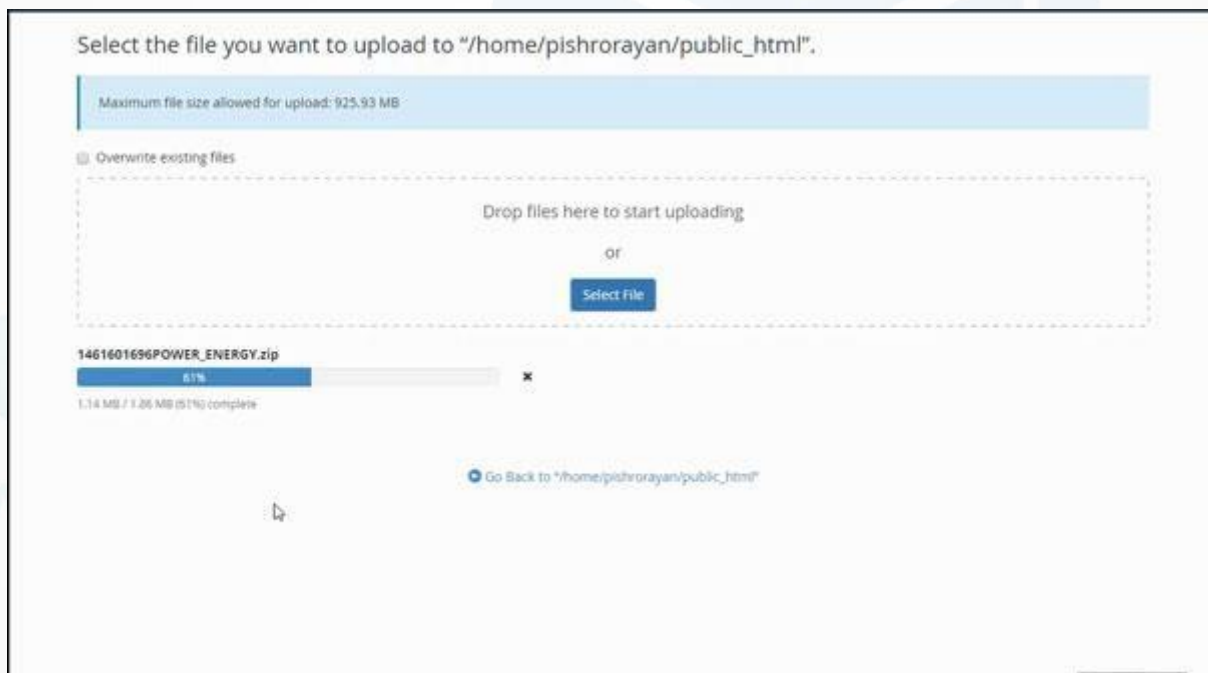 Select the file you want to upload to “/home/pishrorayan/public_html”.
Maximum file size allowed for upload: 925.93 MB
Overwrite existing files
Drop files here to start uploading
or
Select File
1461601696POWER_ENERGY.zip
61%
1.14 MB / 1.86 MB (61%) complete
Go Back to “/home/pishrorayan/public_html”